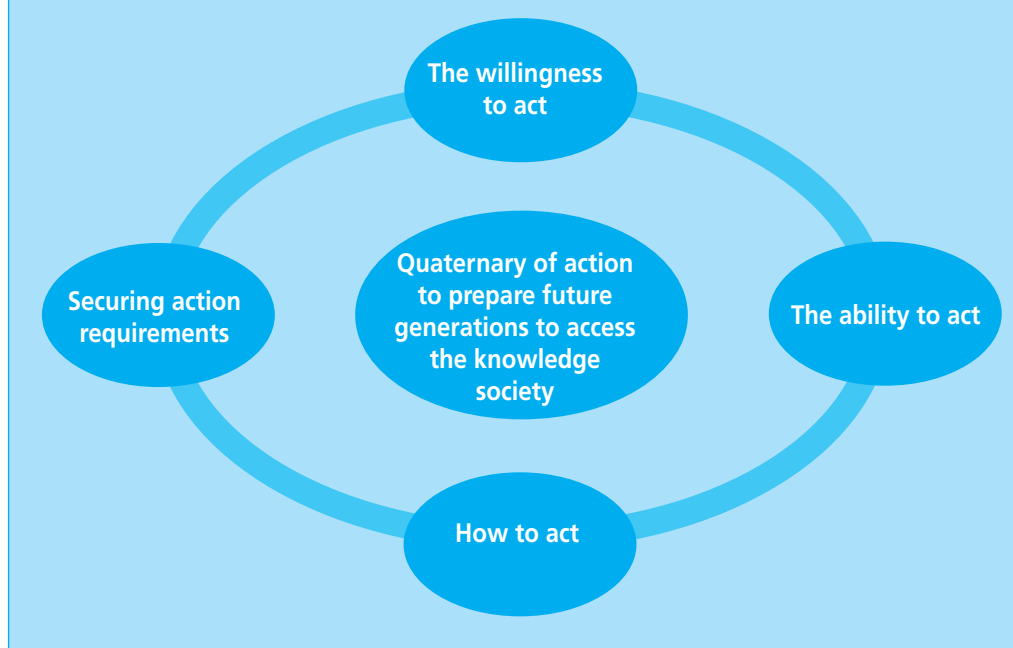 The willingness
to act
Securing action
requirements
Quaternary of action
to prepare future
generations to access
the knowledge
society
The ability to act
How to act